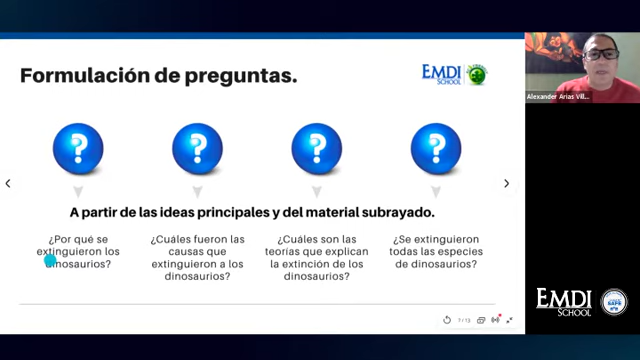 Formulación de preguntas.
EMDI
SCHOOL
Alexander Arias Vill...
? ? ? ?
A partir de las ideas principales y del material subrayado.
¿Por qué se
extinguieron los
dinosaurios?
¿Cuáles fueron las
causas que
extinguieron a los
dinosaurios?
¿Cuáles son las
teorías que explican
la extinción de los
dinosaurios?
¿Se extinguieron
todas las especies
de dinosaurios?
7 / 13
EMDI
SCHOOL